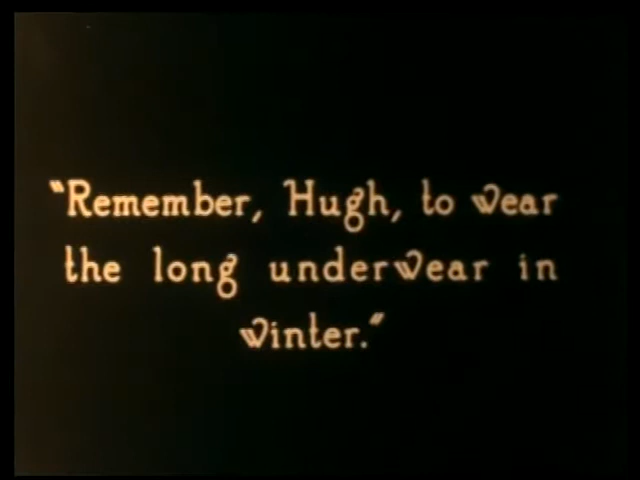 "Remember, Hugh, to wear
the long underwear in
winter."